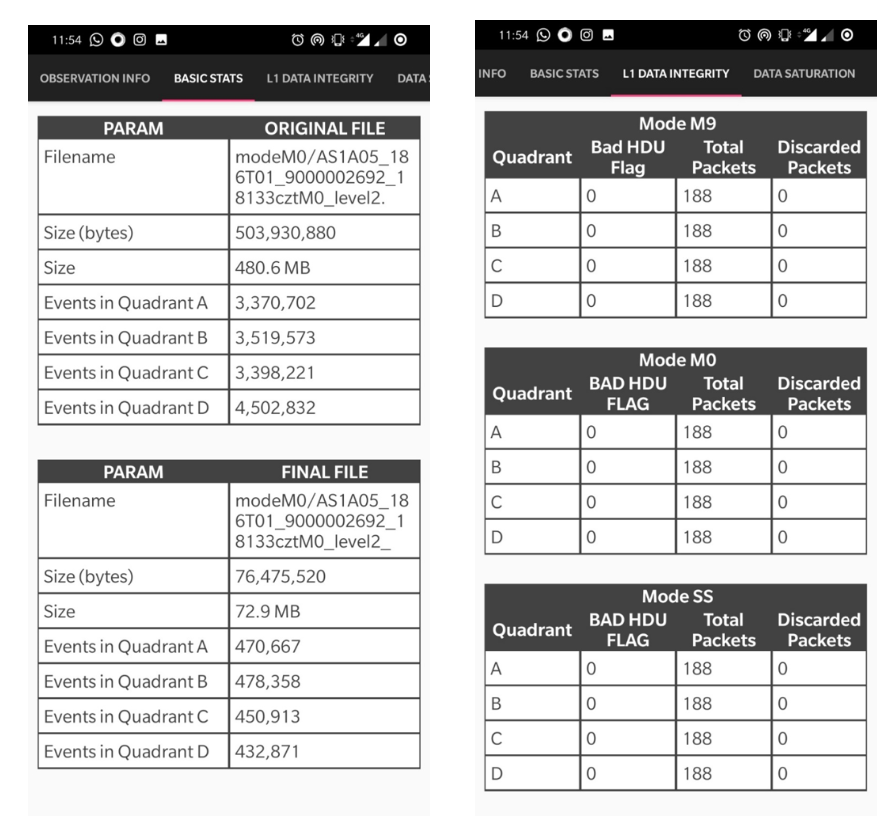 11:54
OBSERVATION INFO BASIC STATS L1 DATA INTEGRITY DATA
PARAM ORIGINAL FILE
Filename modeM0/AS1A05_18
6T01_9000002692_1
8133cztM0_level2.
Size (bytes) 503,930,880
Size 480.6 MB
Events in Quadrant A 3,370,702
Events in Quadrant B 3,519,573
Events in Quadrant C 3,398,221
Events in Quadrant D 4,502,832
PARAM FINAL FILE
Filename modeM0/AS1A05_18
6T01_9000002692_1
8133cztM0_level2_
Size (bytes) 76,475,520
Size 72.9 MB
Events in Quadrant A 470,667
Events in Quadrant B 478,358
Events in Quadrant C 450,913
Events in Quadrant D 432,871
11:54 4G
INFO BASIC STATS L1 DATA INTEGRITY DATA SATURATION
Mode M9
Quadrant Bad HDU Flag Total Packets Discarded Packets
A 0 188 0
B 0 188 0
C 0 188 0
D 0 188 0
Mode M0
Quadrant BAD HDU FLAG Total Packets Discarded Packets
A 0 188 0
B 0 188 0
C 0 188 0
D 0 188 0
Mode SS
Quadrant BAD HDU FLAG Total Packets Discarded Packets
A 0 188 0
B 0 188 0
C 0 188 0
D 0 188 0